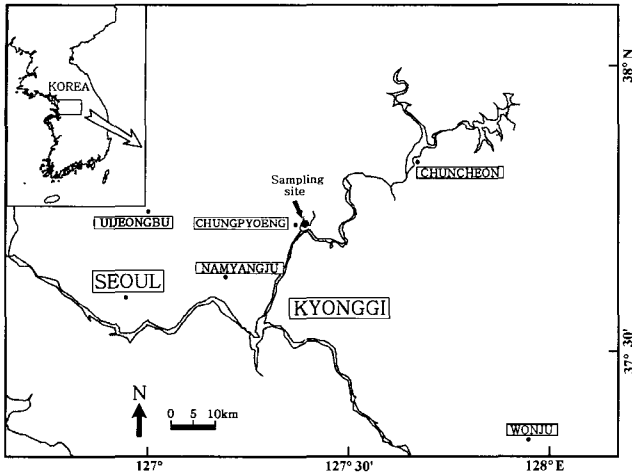 KOREA
38° N
CHUNCHEON
Sampling
site
UIJEONGBU
CHUNGPYOENG
NAMYANGJU
SEOUL
KYONGGI
37° 30'
N
0 5 10km
WONJU
127°
127° 30'
128° E